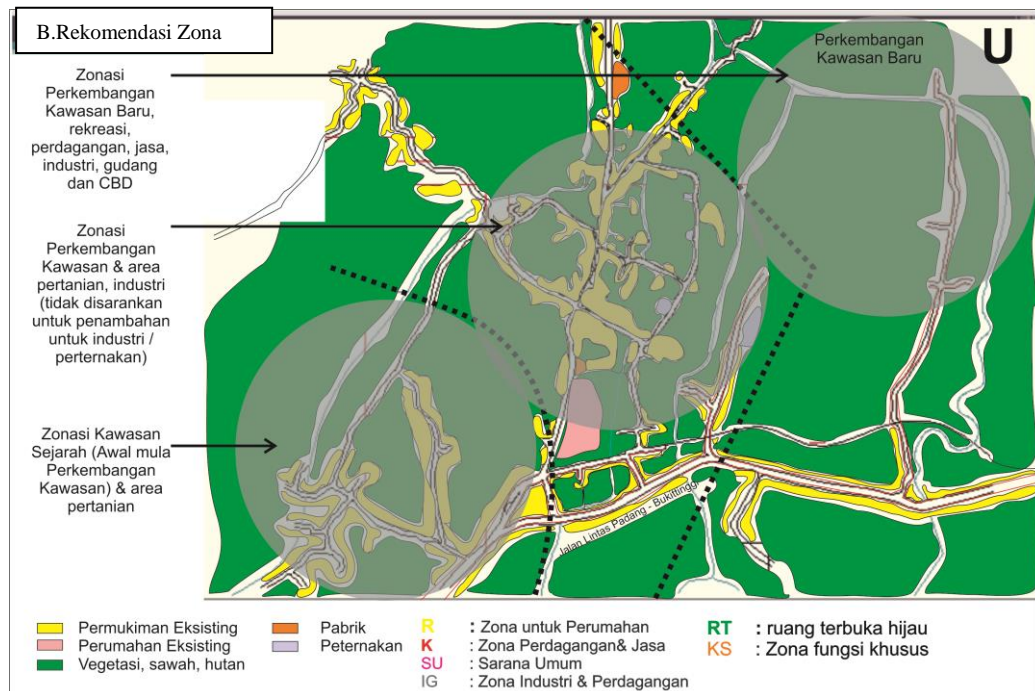 B.Rekomendasi Zona
Zonasi
Perkembangan
Kawasan Baru,
rekreasi,
perdagangan, jasa,
industri, gudang
dan CBD
Zonasi
Perkembangan
Kawasan & area
pertanian, industri
(tidak disarankan
untuk penambahan
untuk industri /
perternakan)
Zonasi Kawasan
Sejarah (Awal mula
Perkembangan
Kawasan) & area
pertanian
Perkembangan
Kawasan Baru
U
Jalan Lintas Padang - Bukittinggi
Permukiman Eksisting
Perumahan Eksisting
Vegetasi, sawah, hutan
Pabrik
Peternakan
R : Zona untuk Perumahan
K : Zona Perdagangan& Jasa
SU : Sarana Umum
IG : Zona Industri & Perdagangan
RT : ruang terbuka hijau
KS : Zona fungsi khusus